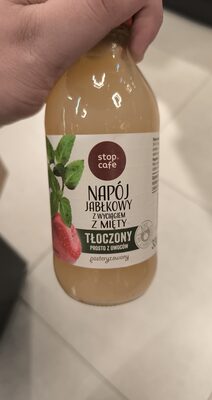 stop
cafe
NAPÓJ
JABŁKOWY
Z WYCIĄGIEM
Z MIĘTY
TŁOCZONY
PROSTO Z OWOCÓW
pasteryzowany